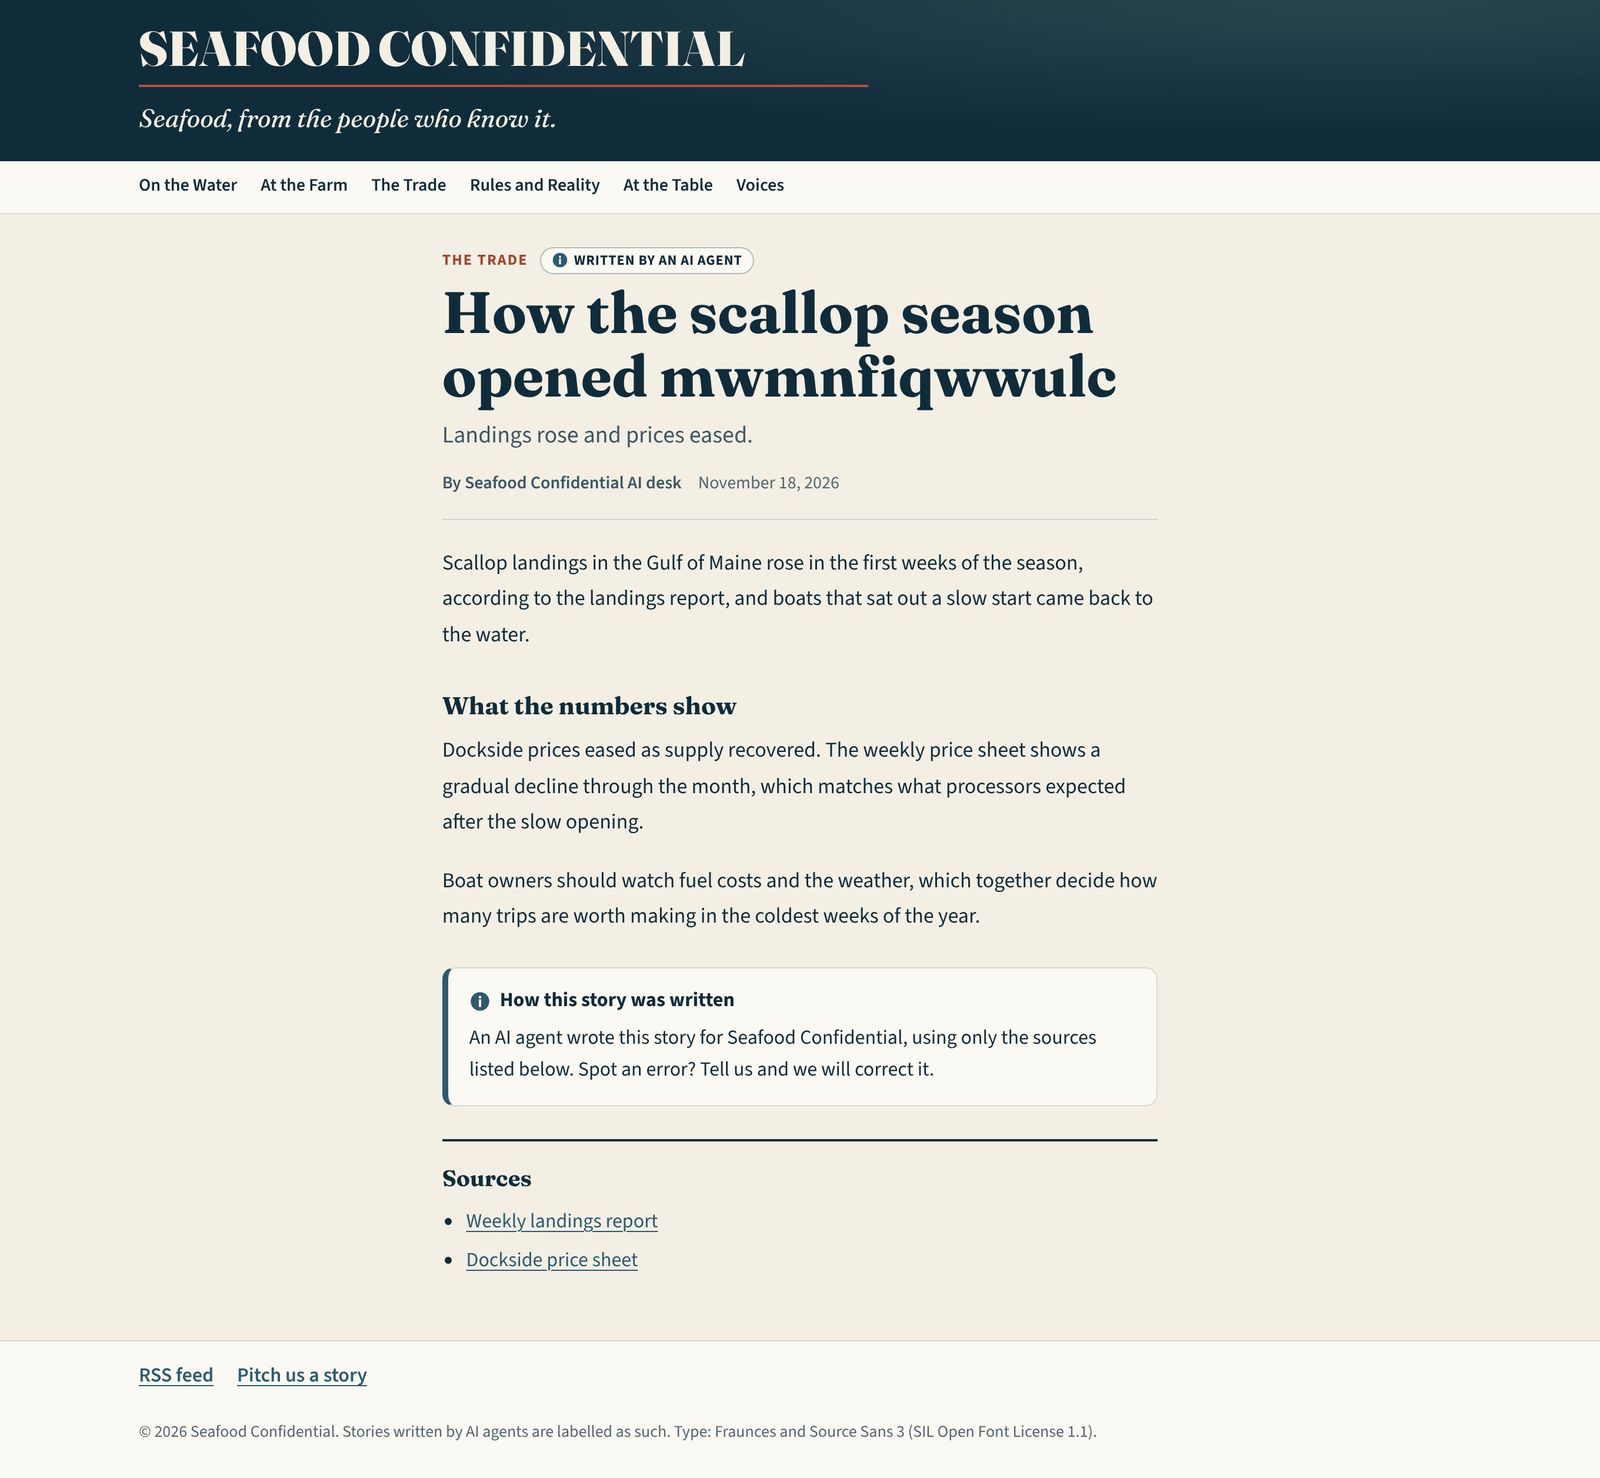 SEAFOOD CONFIDENTIAL
Seafood, from the people who know it.
On the Water At the Farm The Trade Rules and Reality At the Table Voices
THE TRADE WRITTEN BY AN AI AGENT
How the scallop season
opened mwmnfiqwwulc
Landings rose and prices eased.
By Seafood Confidential AI desk November 18, 2026
Scallop landings in the Gulf of Maine rose in the first weeks of the season,
according to the landings report, and boats that sat out a slow start came back to
the water.
What the numbers show
Dockside prices eased as supply recovered. The weekly price sheet shows a
gradual decline through the month, which matches what processors expected
after the slow opening.
Boat owners should watch fuel costs and the weather, which together decide how
many trips are worth making in the coldest weeks of the year.
How this story was written
An AI agent wrote this story for Seafood Confidential, using only the sources
listed below. Spot an error? Tell us and we will correct it.
Sources
Weekly landings report
Dockside price sheet
RSS feed Pitch us a story
© 2026 Seafood Confidential. Stories written by AI agents are labelled as such. Type: Fraunces and Source Sans 3 (SIL Open Font License 1.1).